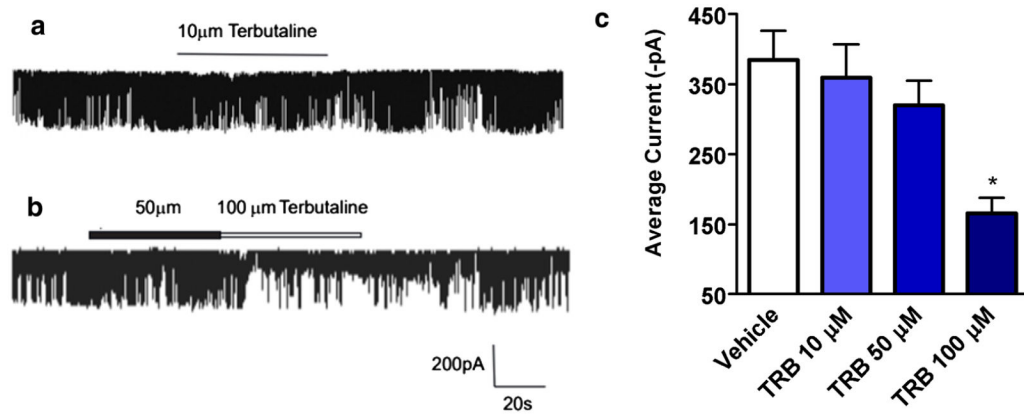 a
10μm Terbutaline
b
50μm 100 μm Terbutaline
200pA
20s
c
Average Current (-pA)
450
350
250
150
50
*
Vehicle
TRB 10 μM
TRB 50 μM
TRB 100 μM